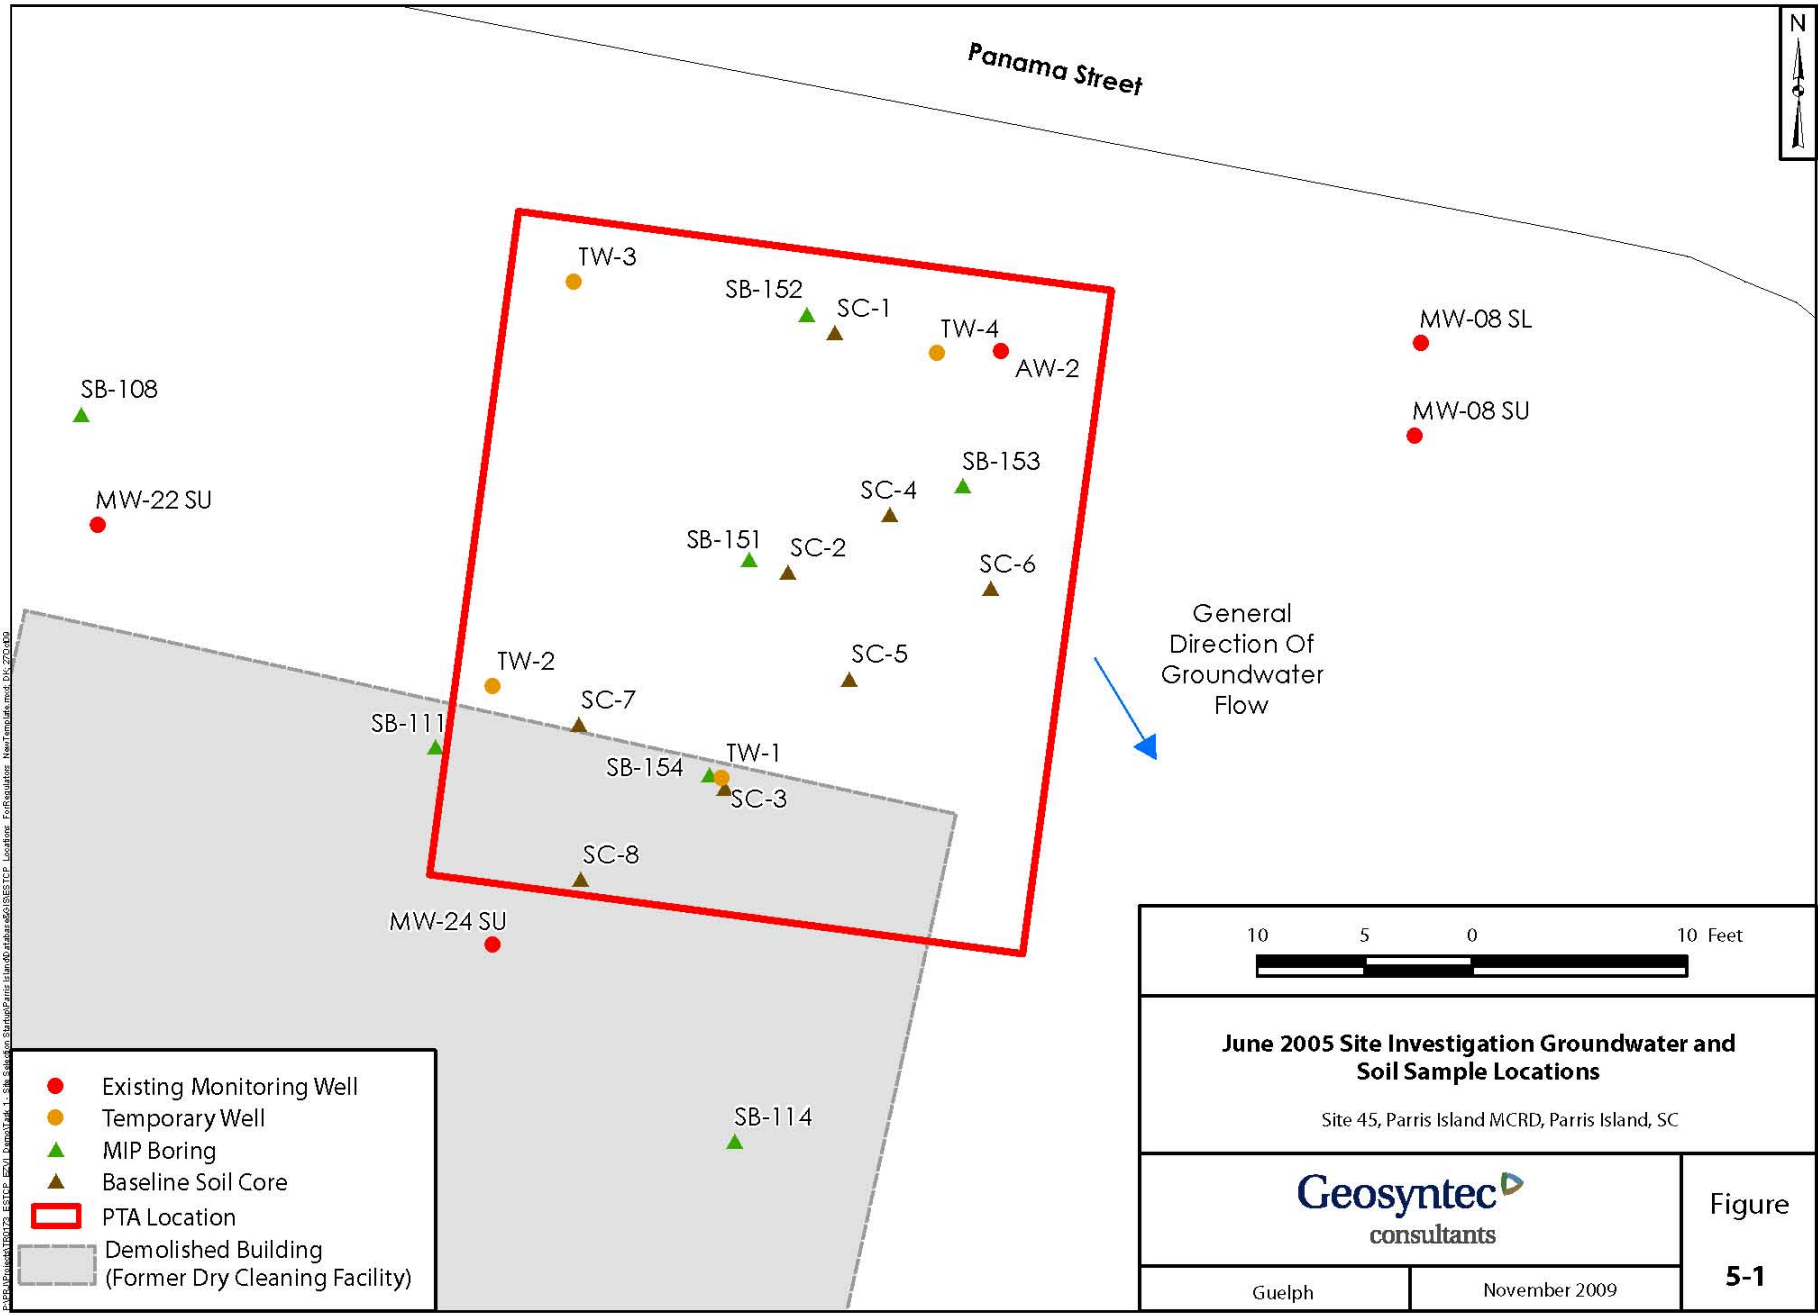 Panama Street
N
TW-3
SB-152
SC-1
TW-4
AW-2
MW-08 SL
MW-08 SU
SB-108
MW-22 SU
SB-153
SC-4
SB-151
SC-2
SC-6
General
Direction Of
Groundwater
Flow
TW-2
SC-5
SC-7
SB-111
TW-1
SB-154
SC-3
SC-8
MW-24 SU
SB-114
10 5 0 10 Feet
June 2005 Site Investigation Groundwater and
Soil Sample Locations
Site 45, Parris Island MCRD, Parris Island, SC
Geosyntec
consultants
Figure
5-1
Guelph
November 2009
Existing Monitoring Well
Temporary Well
MIP Boring
Baseline Soil Core
PTA Location
Demolished Building
(Former Dry Cleaning Facility)